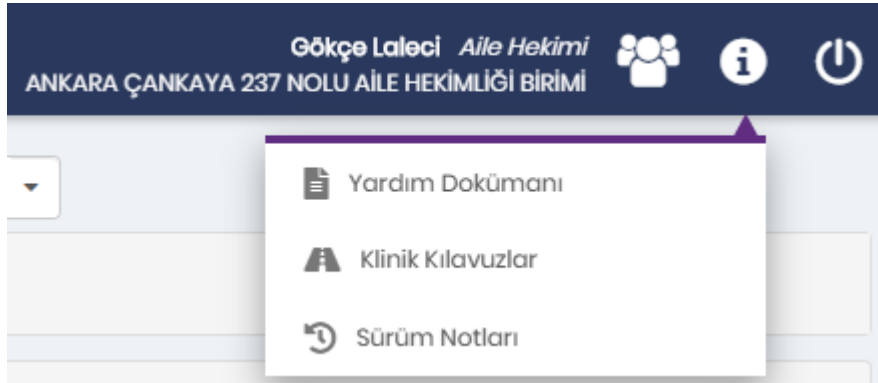 Gökçe Laleci Aile Hekimi
ANKARA ÇANKAYA 237 NOLU AİLE HEKİMLİĞİ BİRİMİ
Yardım Dokümanı
Klinik Kılavuzlar
Sürüm Notları